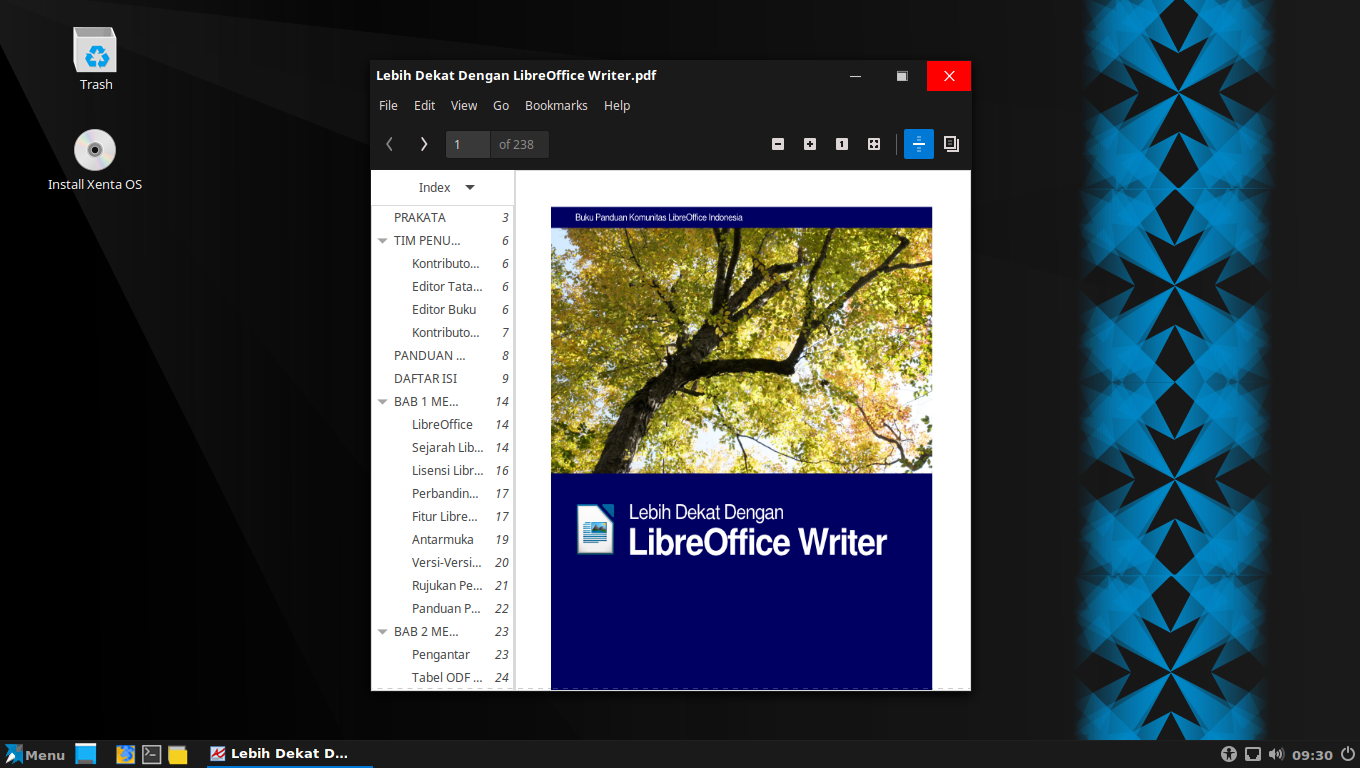 Trash
Install Xenta OS
Lebih Dekat Dengan LibreOffice Writer.pdf
File Edit View Go Bookmarks Help
1 of 238
1
Index
PRAKATA 3
TIM PENU... 6
Kontributo... 6
Editor Tata... 6
Editor Buku 6
Kontributo... 7
PANDUAN ... 8
DAFTAR ISI 9
BAB 1 ME... 14
LibreOffice 14
Sejarah Lib... 14
Lisensi Libr... 16
Perbandin... 17
Fitur Libre... 17
Antarmuka 19
Versi-Versi... 20
Rujukan Pe... 21
Panduan P... 22
BAB 2 ME... 23
Pengantar 23
Tabel ODF ... 24
Buku Panduan Komunitas LibreOffice Indonesia
Lebih Dekat Dengan
LibreOffice Writer
Menu
Lebih Dekat D...
09:30